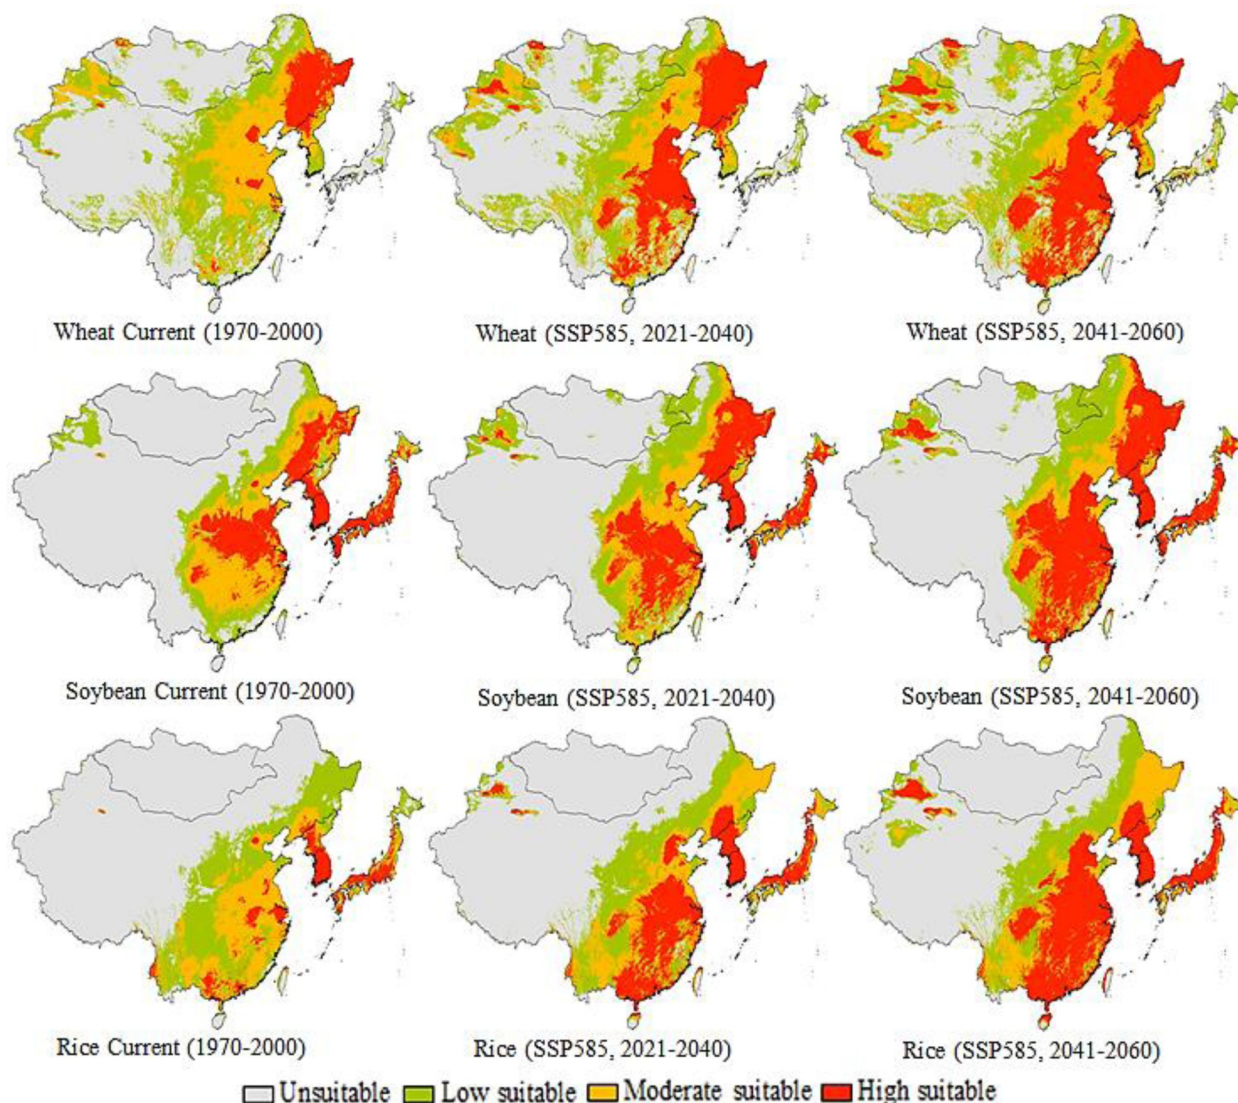 Wheat Current (1970-2000)
Wheat (SSP585, 2021-2040)
Wheat (SSP585, 2041-2060)
Soybean Current (1970-2000)
Soybean (SSP585, 2021-2040)
Soybean (SSP585, 2041-2060)
Rice Current (1970-2000)
Rice (SSP585, 2021-2040)
Rice (SSP585, 2041-2060)
Unsuitable Low suitable Moderate suitable High suitable